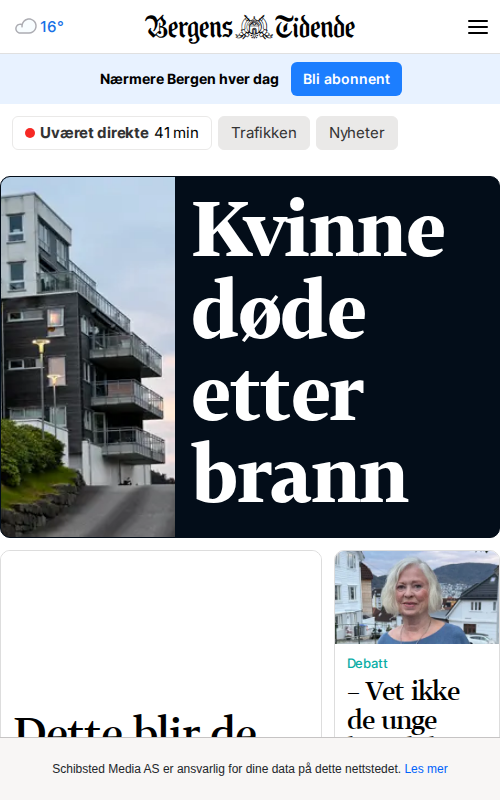 16°
Bergens Tidende
Nærmere Bergen hver dag
Bli abonnent
Uværet direkte 41 min
Trafikken
Nyheter
Kvinne
døde
etter
brann
Dette blir de
Debatt
– Vet ikke
de unge
Schibsted Media AS er ansvarlig for dine data på dette nettstedet. Les mer